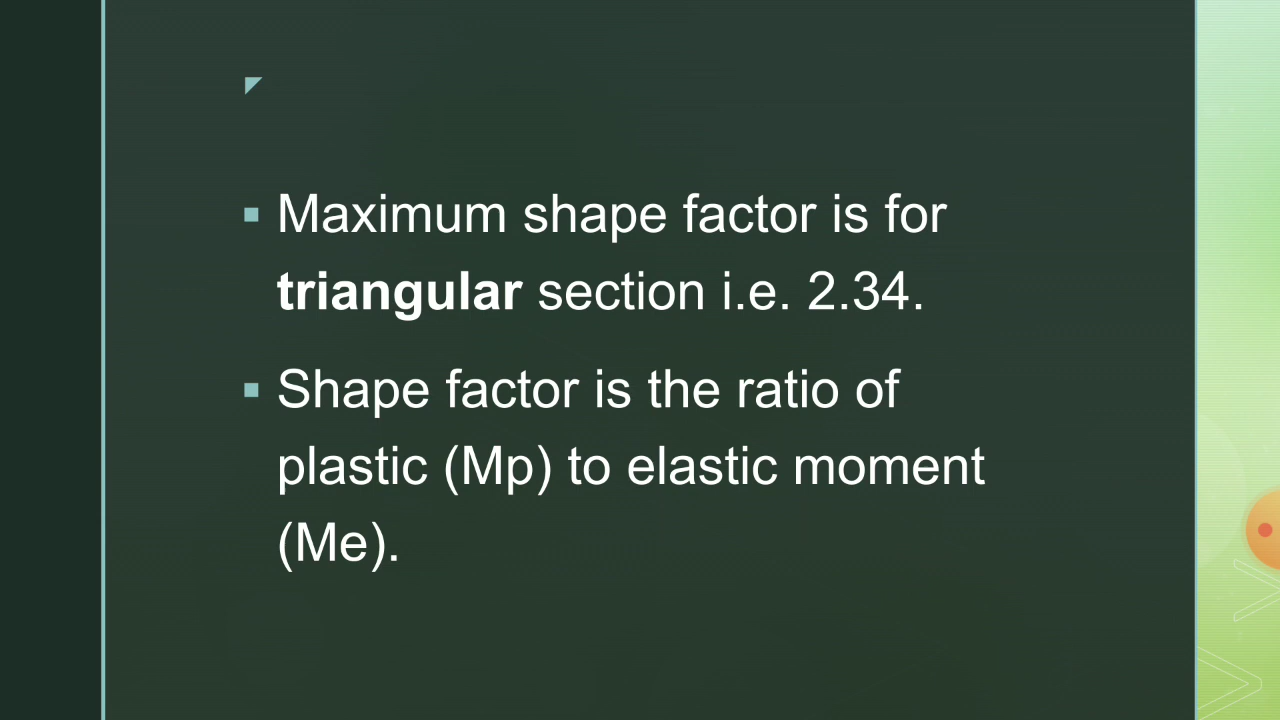 Maximum shape factor is for
triangular section i.e. 2.34.
Shape factor is the ratio of
plastic (Mp) to elastic moment
(Me).